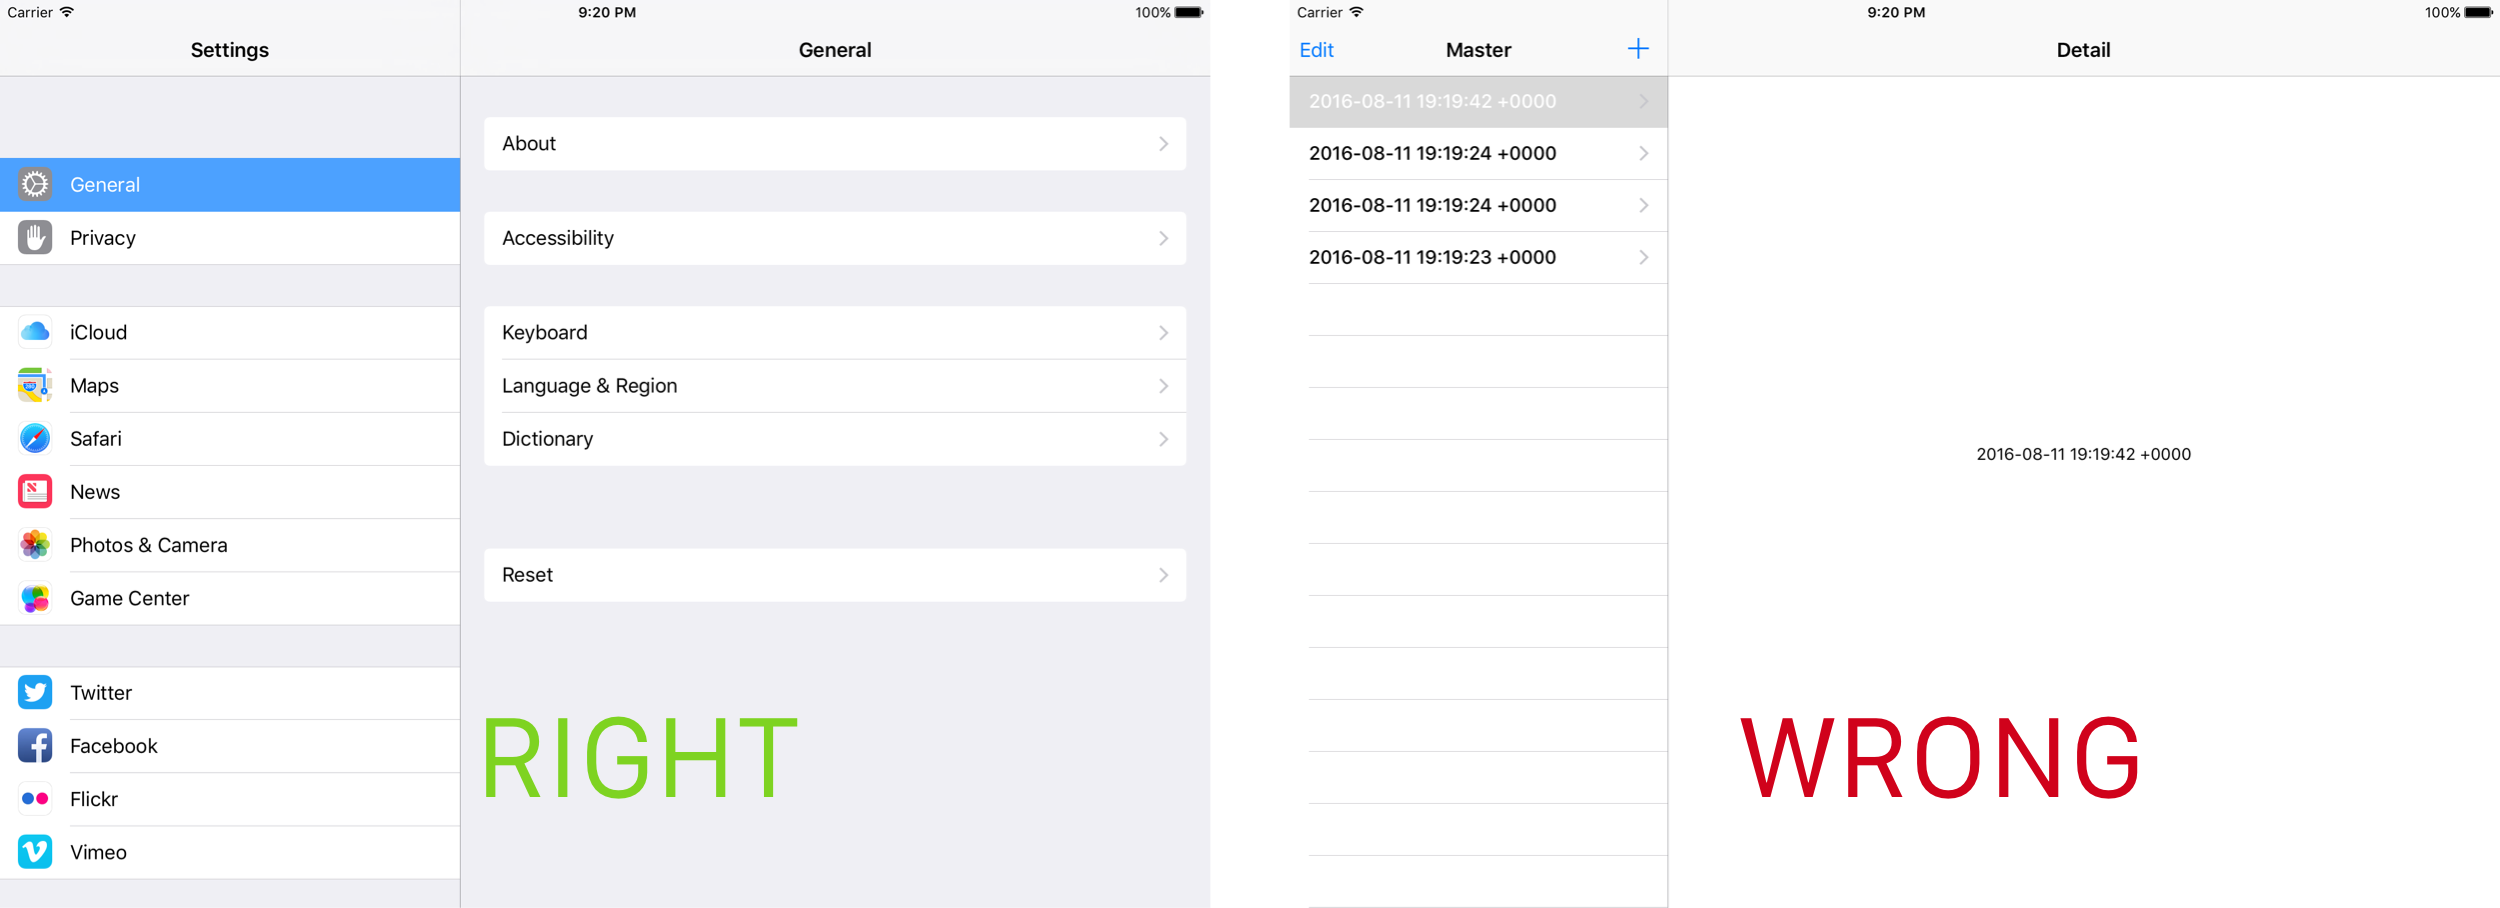 Carrier 9:20 PM 100%
Settings
General
General
Privacy
iCloud
Maps
Safari
News
Photos & Camera
Game Center
Twitter
Facebook
Flickr
Vimeo
About
Accessibility
Keyboard
Language & Region
Dictionary
Reset
RIGHT
Carrier 9:20 PM 100%
Edit Master +
Detail
2016-08-11 19:19:42 +0000
2016-08-11 19:19:24 +0000
2016-08-11 19:19:24 +0000
2016-08-11 19:19:23 +0000
2016-08-11 19:19:42 +0000
WRONG